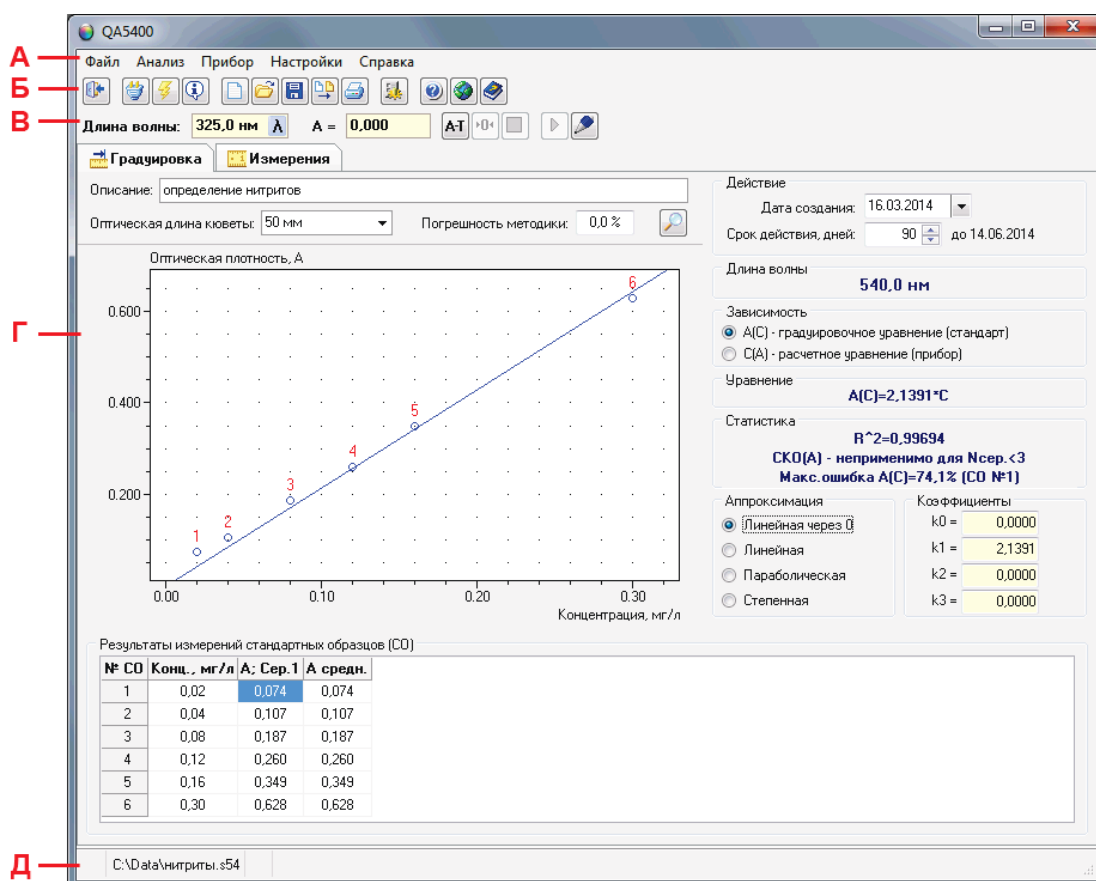 QA5400
А
Файл Анализ Прибор Настройки Справка
Б
В
Длина волны: 325,0 нм λ A = 0,000 A-T ›0‹
Градуировка Измерения
Описание: определение нитритов
Оптическая длина кюветы: 50 мм Погрешность методики: 0,0 %
Действие
Дата создания: 16.03.2014
Срок действия, дней: 90 до 14.06.2014
Г
Оптическая плотность, А
0.600
0.400
0.200
1
2
3
4
5
6
0.00 0.10 0.20 0.30
Концентрация, мг/л
Длина волны
540,0 нм
Зависимость
A(C) - градуировочное уравнение (стандарт)
C(A) - расчетное уравнение (прибор)
Уравнение
A(C)=2,1391*C
Статистика
R^2=0,99694
СКО(А) - неприменимо для Nсер.<3
Макс.ошибка A(C)=74,1% (СО №1)
Аппроксимация
Линейная через 0
Линейная
Параболическая
Степенная
Коэффициенты
k0 = 0,0000
k1 = 2,1391
k2 = 0,0000
k3 = 0,0000
Результаты измерений стандартных образцов (СО)
№ СО Конц., мг/л А; Сер.1 А средн.
1 0,02 0,074 0,074
2 0,04 0,107 0,107
3 0,08 0,187 0,187
4 0,12 0,260 0,260
5 0,16 0,349 0,349
6 0,30 0,628 0,628
Д
C:\Data\нитриты.s54